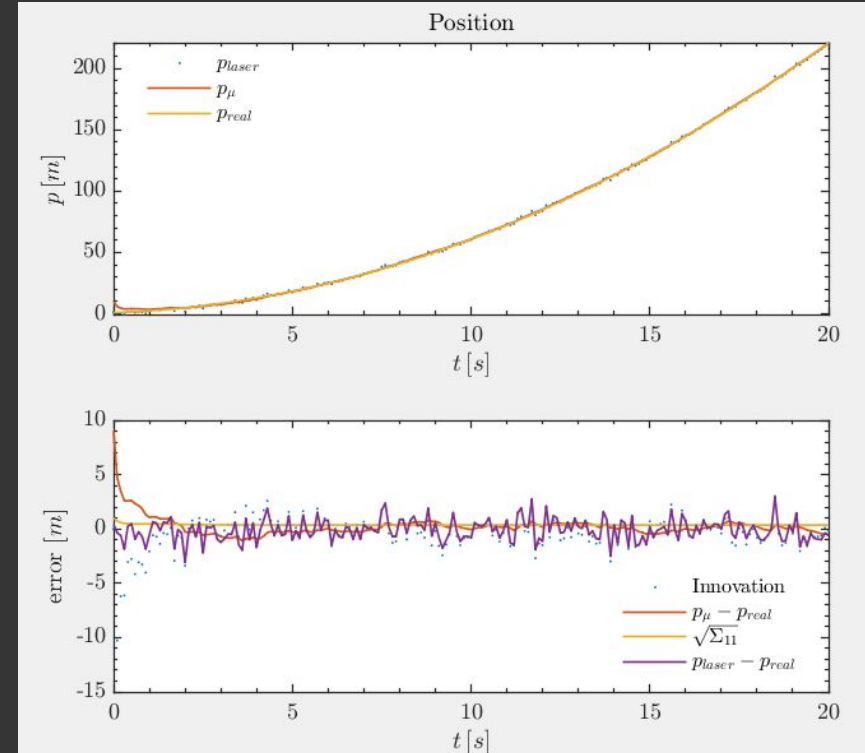 Position
p_laser
p_μ
p_real
p [m]
200
150
100
50
0
0 5 10 15 20
t [s]
error [m]
10
5
0
-5
-10
-15
Innovation
p_μ − p_real
√Σ_11
p_laser − p_real
0 5 10 15 20
t [s]